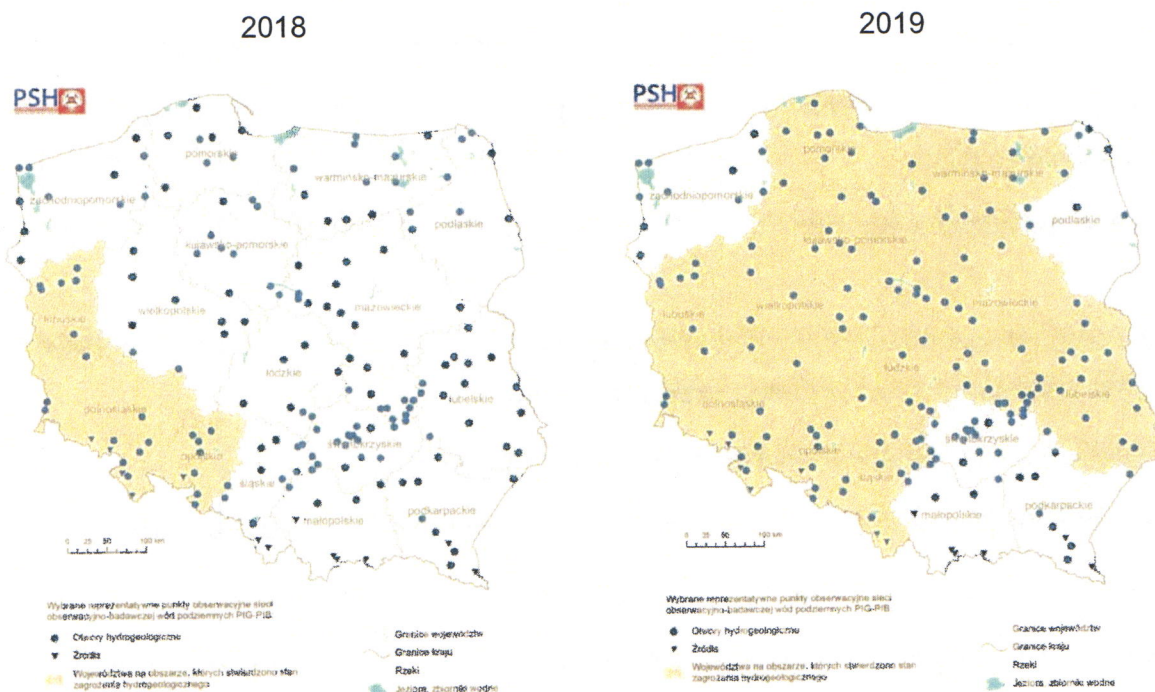 2018
2019
PSH
pomorskie
warmińsko-mazurskie
zachodniopomorskie
podlaskie
kujawsko-pomorskie
wielkopolskie
mazowieckie
lubuskie
łódzkie
lubelskie
dolnośląskie
świętokrzyskie
opolskie
śląskie
małopolskie
podkarpackie
0 25 50 100 km
Wybrane reprezentatywne punkty obserwacyjne sieci
obserwacyjno-badawczej wód podziemnych PIG-PIB
Otwory hydrogeologiczne
Źródła
Województwa na obszarze, których stwierdzono stan
zagrożenia hydrogeologicznego
Granice województw
Granice kraju
Rzeki
Jeziora, zbiorniki wodne
PSH
pomorskie
warmińsko-mazurskie
zachodniopomorskie
podlaskie
kujawsko-pomorskie
wielkopolskie
mazowieckie
lubuskie
łódzkie
lubelskie
dolnośląskie
świętokrzyskie
opolskie
śląskie
małopolskie
podkarpackie
0 25 50 100 km
Wybrane reprezentatywne punkty obserwacyjne sieci
obserwacyjno-badawczej wód podziemnych PIG-PIB
Otwory hydrogeologiczne
Źródła
Województwa na obszarze, których stwierdzono stan
zagrożenia hydrogeologicznego
Granice województw
Granice kraju
Rzeki
Jeziora, zbiorniki wodne